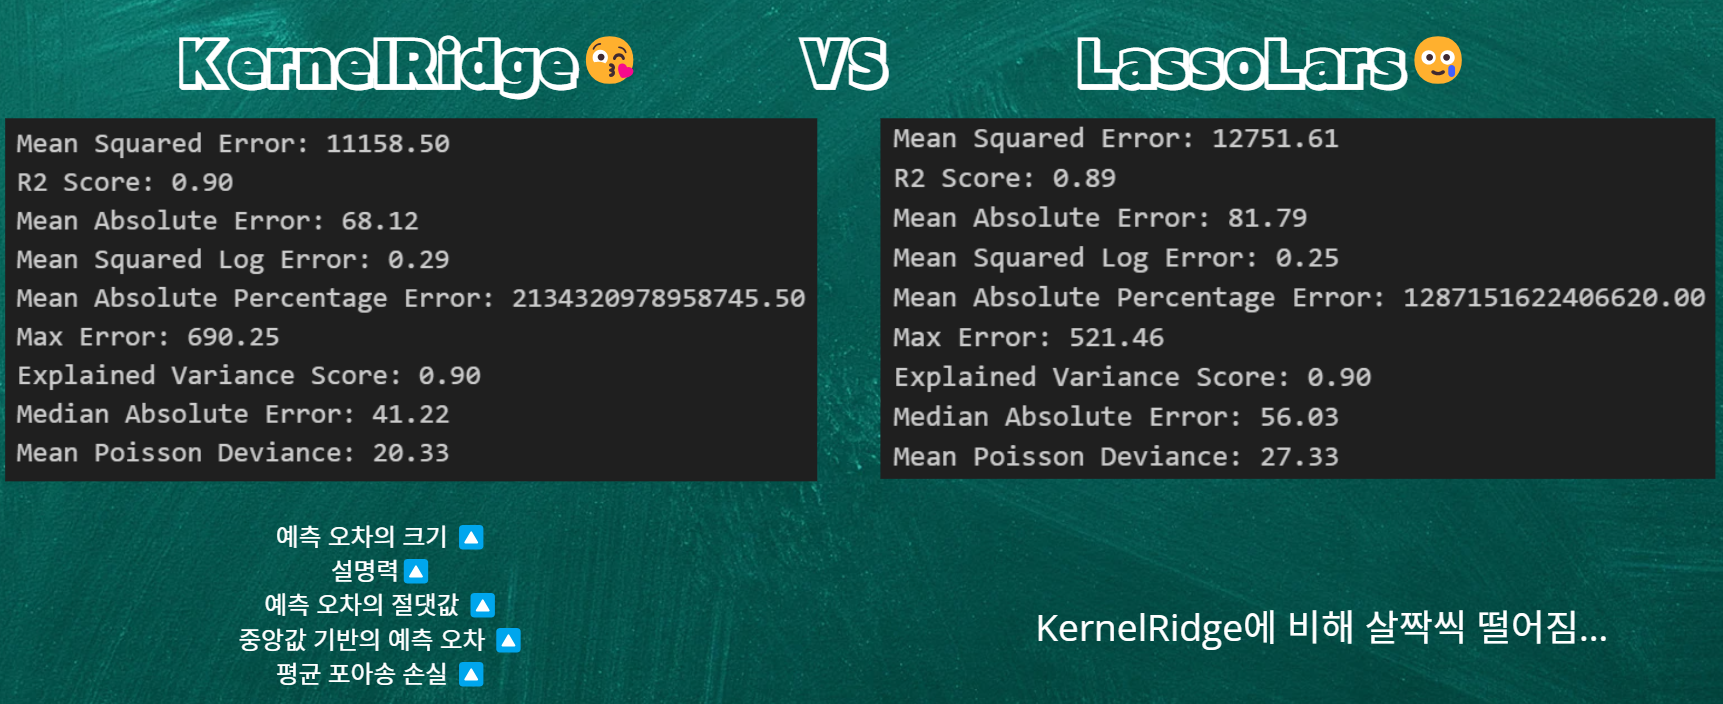 KernelRidge😘 VS LassoLars🥲
Mean Squared Error: 11158.50
R2 Score: 0.90
Mean Absolute Error: 68.12
Mean Squared Log Error: 0.29
Mean Absolute Percentage Error: 2134320978958745.50
Max Error: 690.25
Explained Variance Score: 0.90
Median Absolute Error: 41.22
Mean Poisson Deviance: 20.33
Mean Squared Error: 12751.61
R2 Score: 0.89
Mean Absolute Error: 81.79
Mean Squared Log Error: 0.25
Mean Absolute Percentage Error: 1287151622406620.00
Max Error: 521.46
Explained Variance Score: 0.90
Median Absolute Error: 56.03
Mean Poisson Deviance: 27.33
예측 오차의 크기 🔼
설명력🔼
예측 오차의 절댓값 🔼
중앙값 기반의 예측 오차 🔼
평균 포아송 손실 🔼
KernelRidge에 비해 살짝씩 떨어짐...